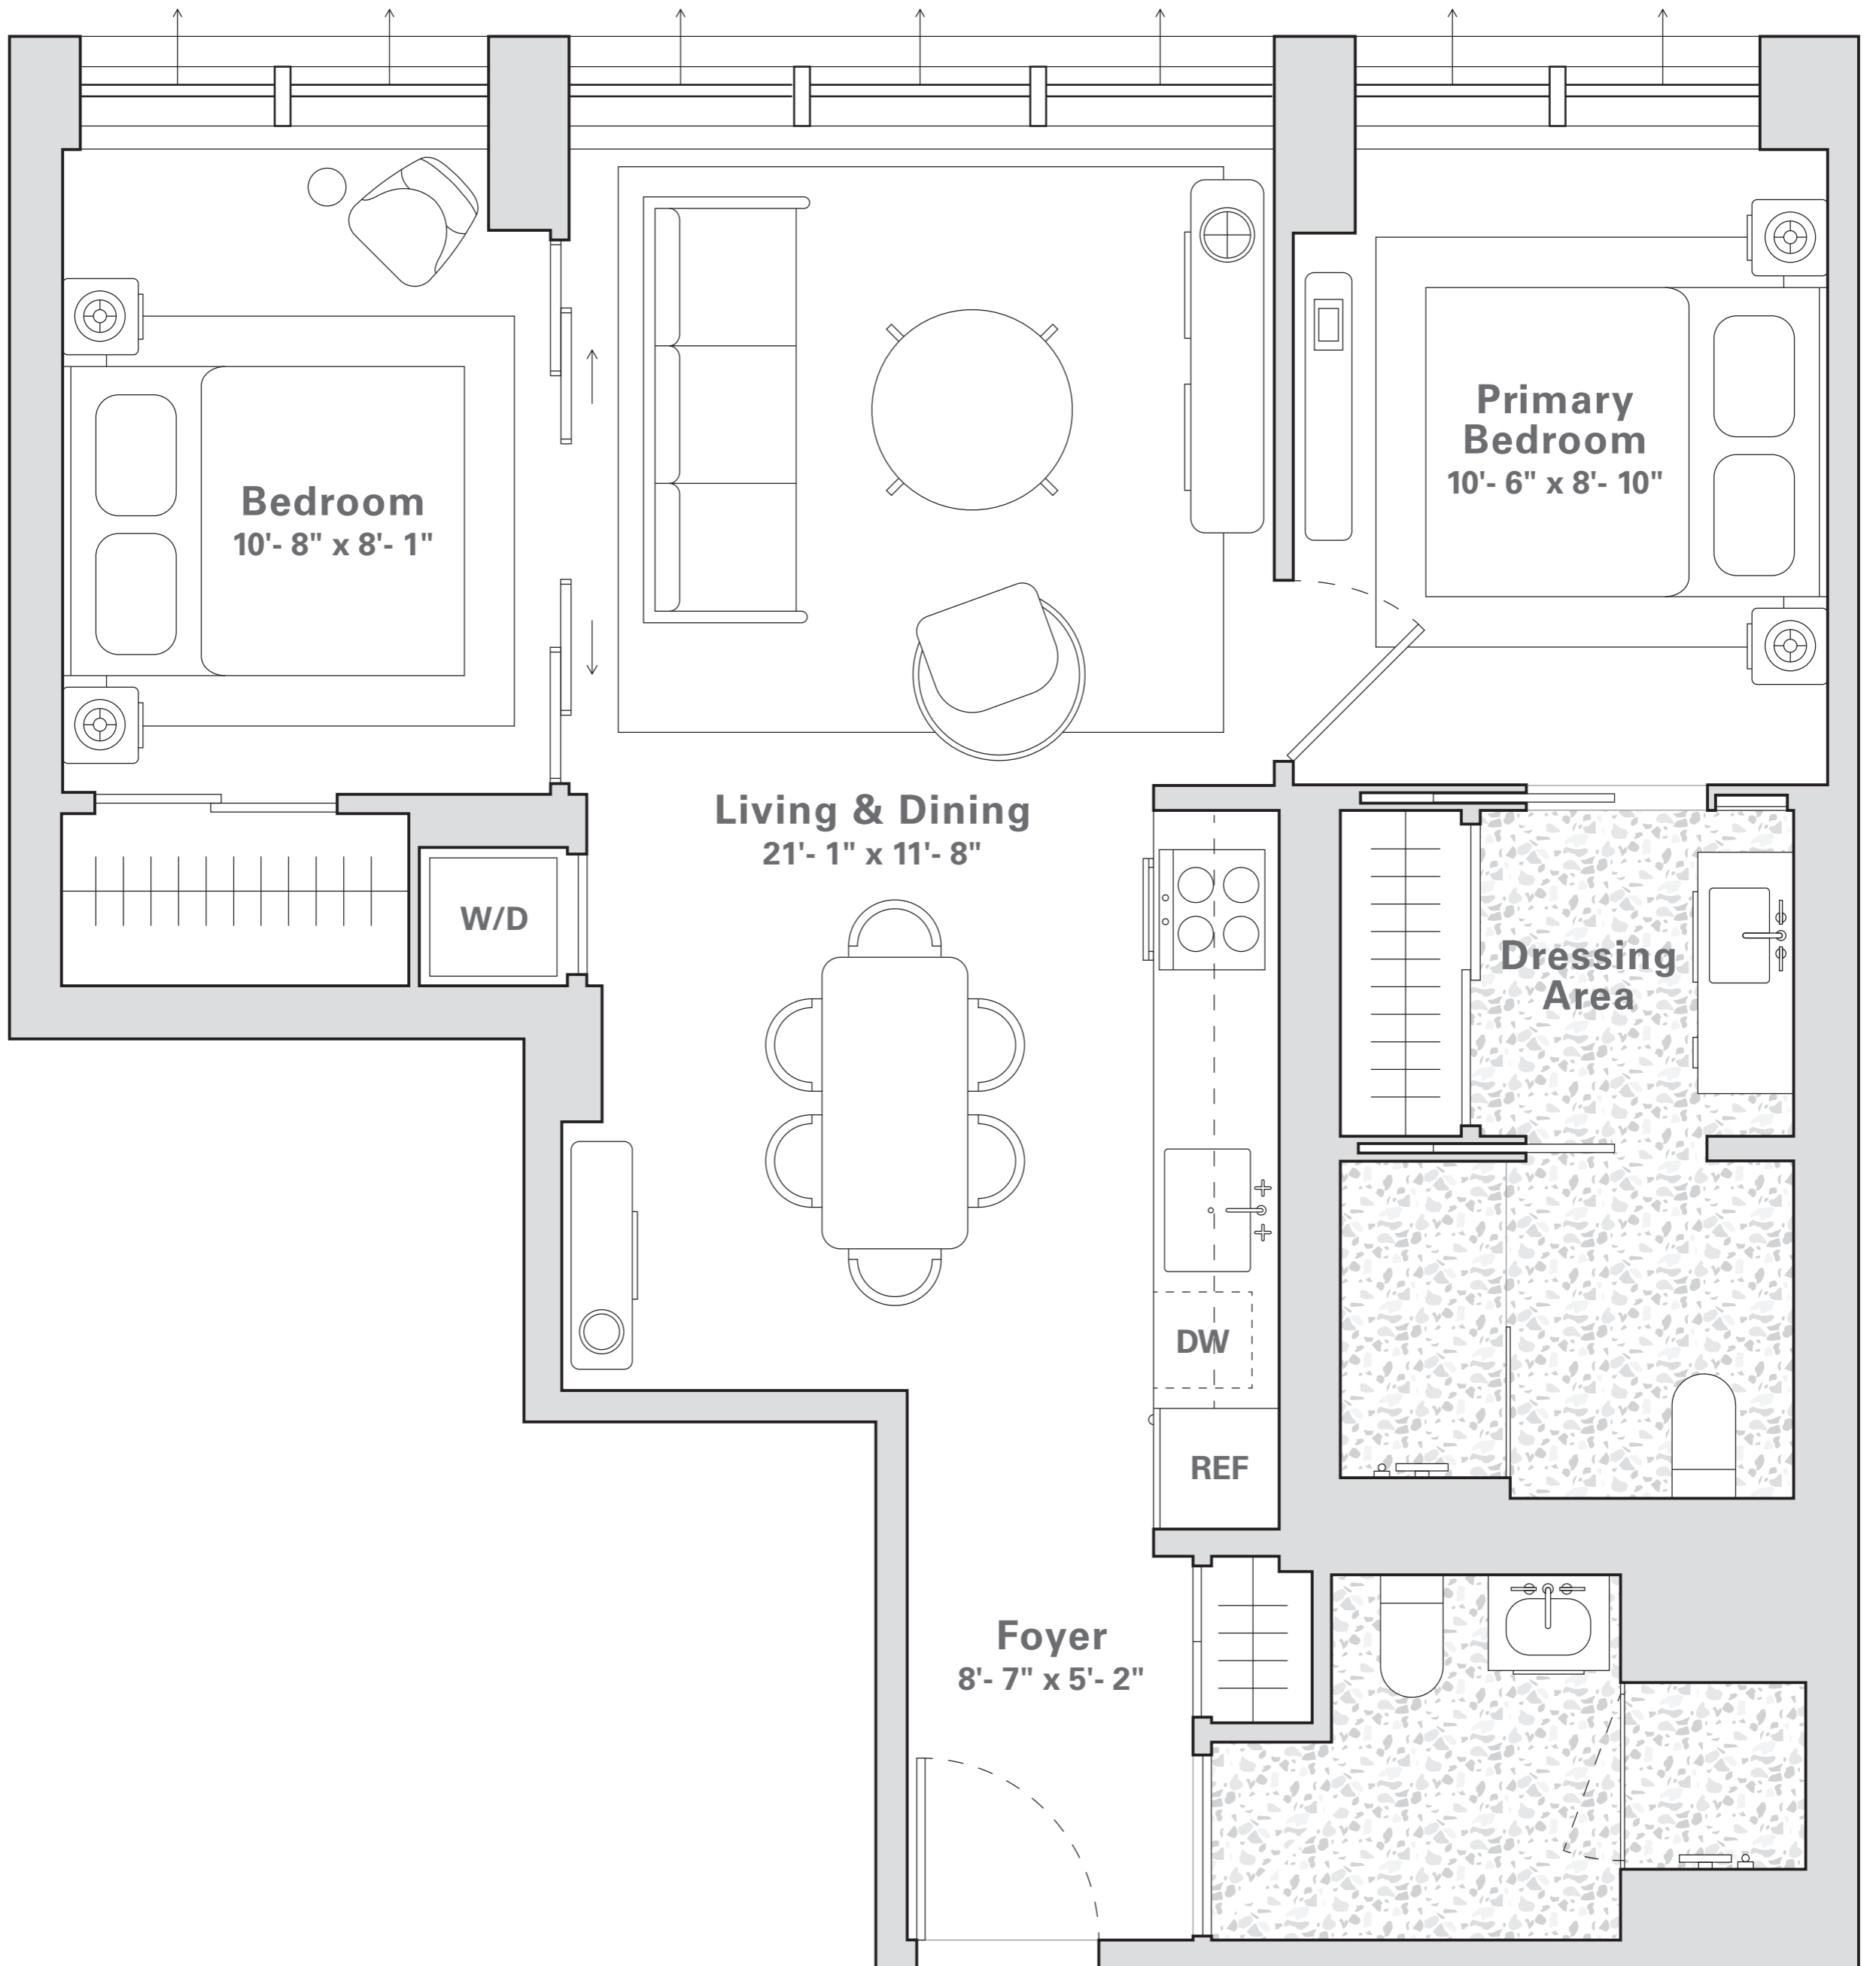 Primary
Bedroom
10'- 6" x 8'- 10"
Bedroom
10'- 8" x 8'- 1"
Living & Dining
21'- 1" x 11'- 8"
W/D
Dressing
Area
DW
REF
Foyer
8'- 7" x 5'- 2"